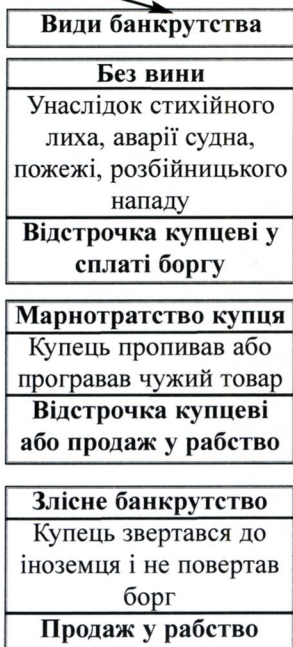 Види банкрутства
Без вини
Унаслідок стихійного
лиха, аварії судна,
пожежі, розбійницького
нападу
Відстрочка купцеві у
сплаті боргу
Марнотратство купця
Купець пропивав або
програвав чужий товар
Відстрочка купцеві
або продаж у рабство
Злісне банкрутство
Купець звертався до
іноземця і не повертав
борг
Продаж у рабство